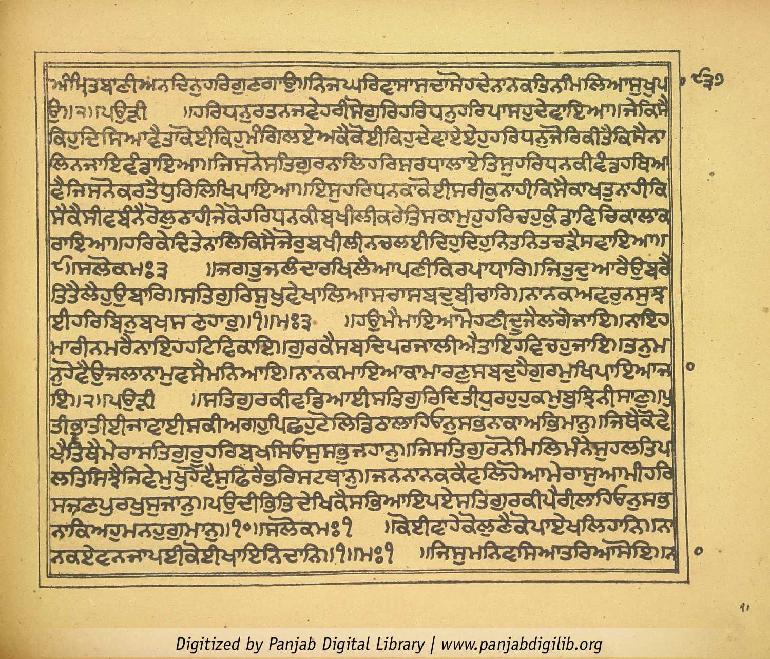 ਅੰਮ੍ਰਿਤਬਾਣੀਅਨਦਿਨੁਹਰਿਗੁਣਗਾਉ॥ਨਿਜਘਰਿਵਾਸਾਸਦਾਸੋਹਦੇਨਾਨਕਤਿਨੀਮਲਿਆਸੁਖੁਪ ੯੩੭
ਉ॥੨॥ਪਉੜੀ ॥ਹਰਿਧਨੁਰਤਨਜਵੇਹਰੀਸੋਗੁਰਿਹਰਿਧਨੁਹਰਿਪਾਸਹੁਦੇਵਾਇਆ॥ਜੇਕਿਸੈ
ਕਿਹੁਦਿਸਿਆਵੈਤਾਕੋਈਕਿਹੁਮੰਗਿਲਏਅਕੈਕੋਈਕਿਹੁਦੇਵਾਏਏਹੁਹਰਿਧਨੁਜੋਰਿਕੀਤੈਕਿਸੈਨਾ
ਲਿਨਜਾਇਵੰਡਾਇਆ॥ਜਿਸਨੋਸਤਿਗੁਰਨਾਲਿਹਰਿਸਰਧਾਲਾਏਤਿਸੁਹਰਿਧਨਕੀਵੰਡਹਥਿਆ
ਵੈਜਿਸਨੋਕਰਤੈਧੁਰਿਲਿਖਿਪਾਇਆ॥ਇਸੁਹਰਿਧਨਕਾਕੋਈਸਰੀਕੁਨਾਹੀਕਿਸੈਕਾਖਤੁਨਾਹੀਕਿ
ਸੈਕੈਸੀਵਬੰਨੈਰੋਲੁਨਾਹੀਜੇਕੋਹਰਿਧਨਕੀਬਖੀਲੀਕਰੇਤਿਸਕਾਮੁਹੁਹਰਿਚਹੁਕੁੰਡਾਵਿਚਿਕਾਲਾਕ
ਰਾਇਆ॥ਹਰਿਕੇਦਿਤੇਨਾਲਿਕਿਸੈਜੋਰੁਬਖੀਲੀਨਚਲਈਦਿਹੁਦਿਹੁਨਿਤਨਿਤਚੜੈਸਵਾਇਆ॥
੯॥ਸਲੋਕਮਃ੩ ॥ਜਗਤੁਜਲੰਦਾਰਖਿਲੈਆਪਣੀਕਿਰਪਾਧਾਰਿ॥ਜਿਤੁਦੁਆਰੈਉਬਰੈ
ਤਿਤੈਲੈਹੁਉਬਾਰਿ॥ਸਤਿਗੁਰਿਸੁਖੁਵੇਖਾਲਿਆਸਚਾਸਬਦੁਬੀਚਾਰਿ॥ਨਾਨਕਅਵਰੁਨਸੁਝ
ਈਹਰਿਬਿਨੁਬਖਸਣਹਾਰੁ॥੧॥ਮਃ੩ ॥ਹਉਮੈਮਾਇਆਮੋਹਣੀਦੂਜੈਲਗੈਜਾਇ॥ਨਾਇਹ
ਮਾਰੀਨਮਰੈਨਾਇਹਹਟਿਵਿਕਾਇ॥ਗੁਰਕੈਸਬਦਿਪਰਜਾਲੀਐਤਾਇਹਵਿਚਹੁਜਾਇ॥ਤਨੁਮ
ਨੁਹੋਵੈਉਜਲਾਨਾਮੁਵਸੈਮਨਿਆਇ॥ਨਾਨਕਮਾਇਆਕਾਮਾਰਣੁਸਬਦੁਹੈਗੁਰਮੁਖਿਪਾਇਆਜ
ਇ॥੨॥ਪਉੜੀ ॥ਸਤਿਗੁਰਕੀਵਡਿਆਈਸਤਿਗੁਰਿਦਿਤੀਧੁਰਹੁਹੁਕਮੁਬੁਝਿਨੀਸਾਣੁ॥ਪੁ
ਤੀਭਾਤੀਈਜਾਵਾਈਸਕੀਅਗਹੁਪਿਛਹੁਟੋਲਿਡਿਠਾਲਾਹਿਓਨੁਸਭਨਾਕਾਅਭਿਮਾਨੁ॥ਜਿਥੈਕੋਵੇ
ਖੈਤਿਥੈਮੇਰਾਸਤਿਗੁਰੂਹਰਿਬਖਸਿਓਸੁਸਭੁਜਹਾਨੁ॥ਜਿਸਤਿਗੁਰਨੋਮਿਲਿਮੰਨੇਸੁਹਲਤਿਪ
ਲਤਿਸਿਝੈਜਿਵੇਮੁਖੁਹੋਵੈਸੁਫਿਰੈਭਰਿਸਟਥਾਨੁ॥ਜਨਨਾਨਕਕੈਵਲਿਹੋਆਮੇਰਾਸੁਆਮੀਹਰਿ
ਸਜਣਪੁਰਖੁਸੁਜਾਨੁ॥ਪਉਦੀਭਿਤਿਦੇਖਿਕੈਸਭਿਆਇਪਏਸਤਿਗੁਰਕੀਪੈਰੀਲਾਹਿਓਨੁਸਭ
ਨਾਕਿਅਹੁਮਨਹੁਗੁਮਾਨੁ॥੧੦॥ਸਲੋਕਮਃ੧ ॥ਕੋਈਵਾਹੇਕੋਲੁਣੈਕੋਪਾਏਖਲਿਹਾਨਿ॥ਨਾ
ਨਕਏਵਨਜਾਪਈਕੋਈਖਾਇਨਿਦਾਨਿ॥੧॥ਮਃ੧ ॥ਜਿਸੁਮਨਿਵਸਿਆਤਰਿਆਸੋਇ॥ਨ
Digitized by Panjab Digital Library | www.panjabdigilib.org